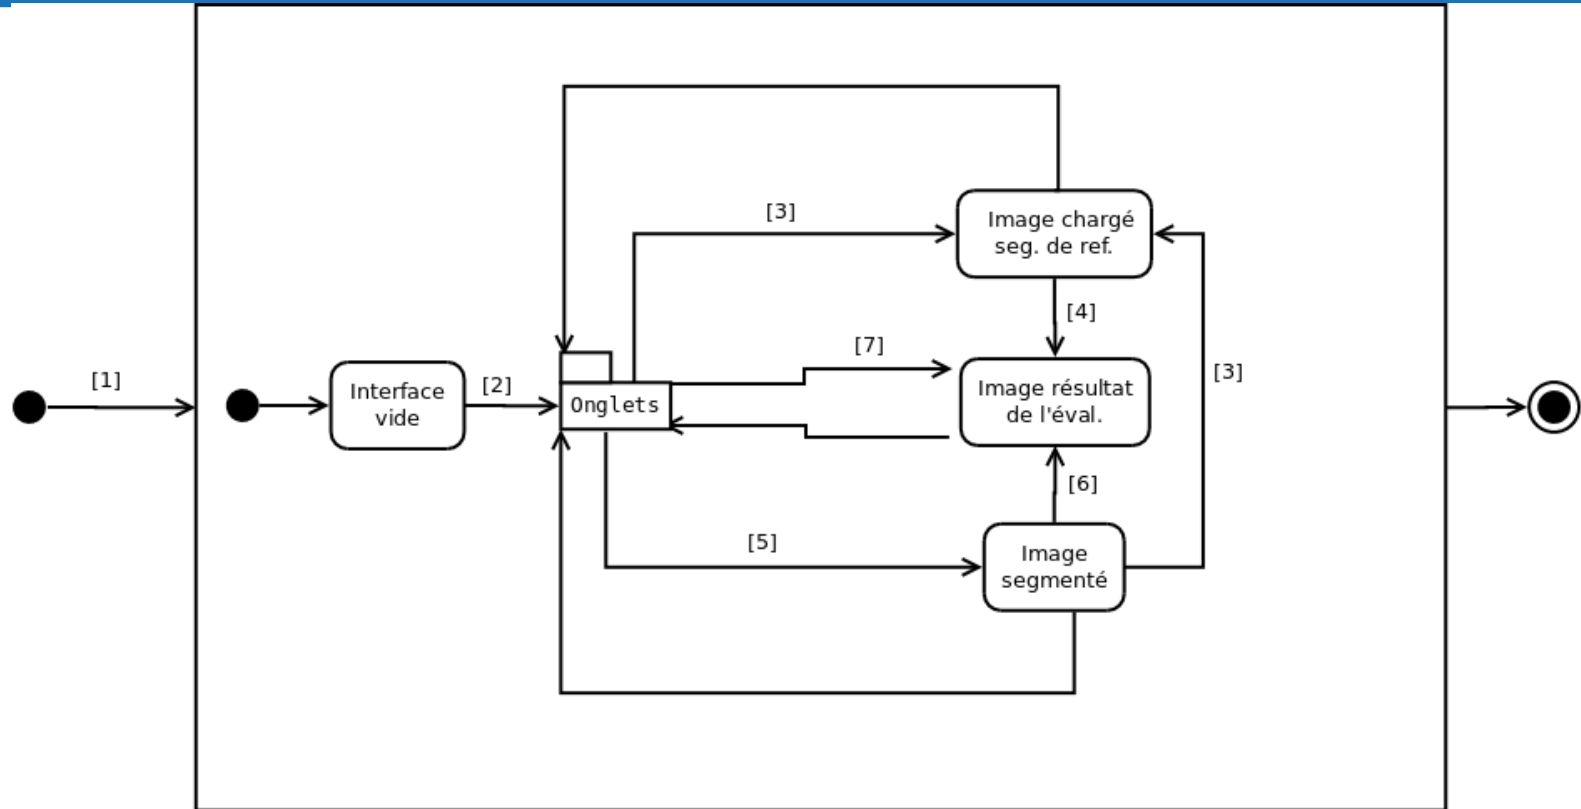 [3]
Image chargé
seg. de ref.
[4]
[7]
[3]
[1]
Interface
vide
[2]
Onglets
Image résultat
de l'éval.
[6]
[5]
Image
segmenté